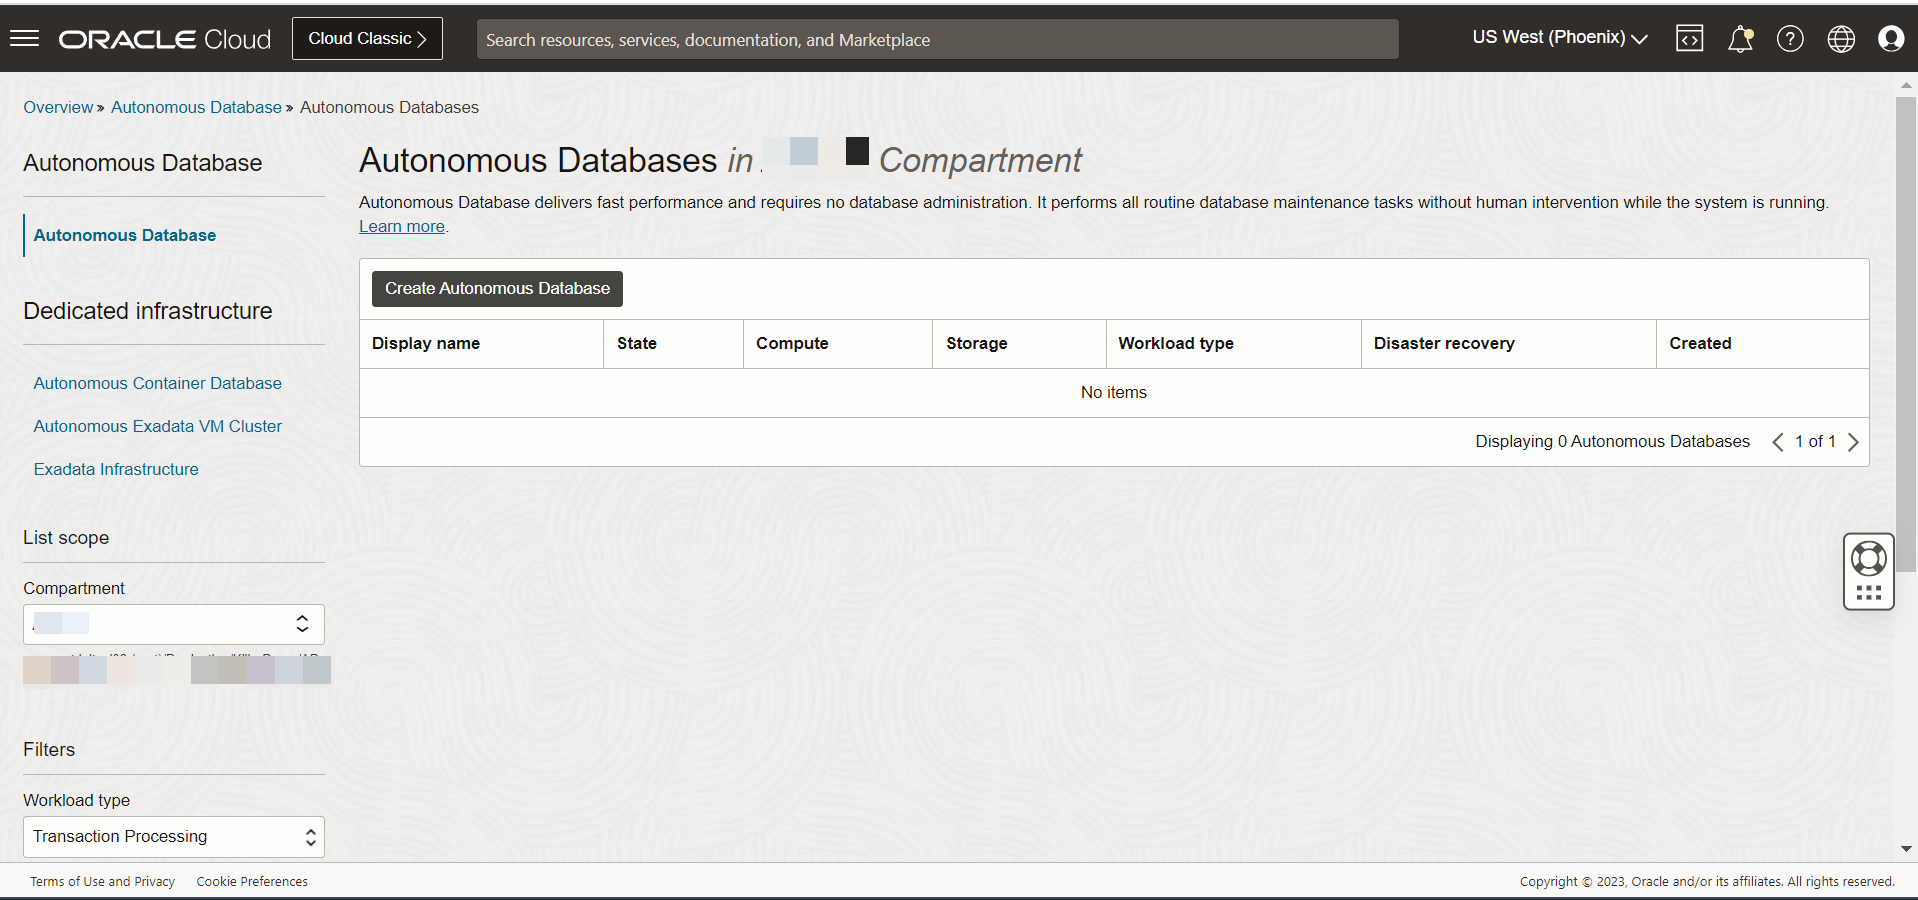 ORACLE Cloud
Cloud Classic
Search resources, services, documentation, and Marketplace
US West (Phoenix)
Overview » Autonomous Database » Autonomous Databases
Autonomous Database
Autonomous Database
Dedicated infrastructure
Autonomous Container Database
Autonomous Exadata VM Cluster
Exadata Infrastructure
List scope
Compartment
Filters
Workload type
Transaction Processing
Autonomous Databases in Compartment
Autonomous Database delivers fast performance and requires no database administration. It performs all routine database maintenance tasks without human intervention while the system is running.
Learn more.
Create Autonomous Database
Display name State Compute Storage Workload type Disaster recovery Created
No items
Displaying 0 Autonomous Databases 1 of 1
Terms of Use and Privacy Cookie Preferences
Copyright © 2023, Oracle and/or its affiliates. All rights reserved.